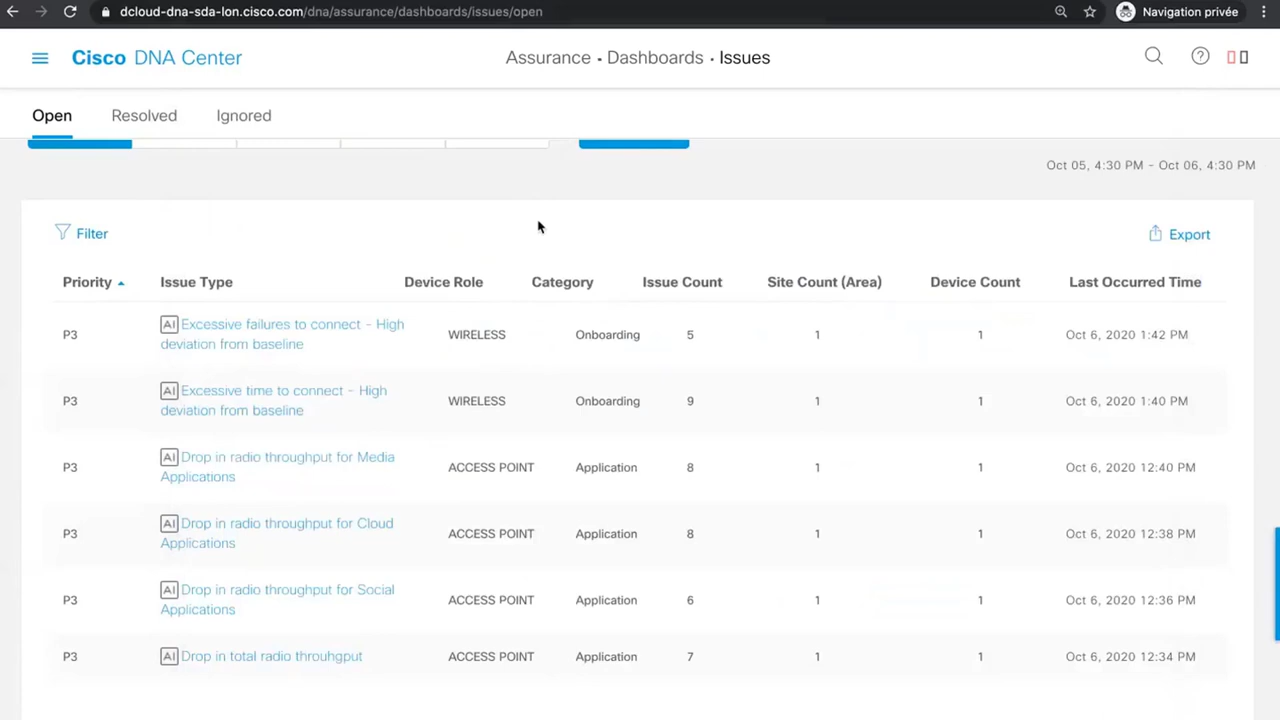 dcloud-dna-sda-lon.cisco.com/dna/assurance/dashboards/issues/open
Navigation privée
Cisco DNA Center
Assurance • Dashboards • Issues
Open Resolved Ignored
Oct 05, 4:30 PM - Oct 06, 4:30 PM
Filter
Export
Priority Issue Type Device Role Category Issue Count Site Count (Area) Device Count Last Occurred Time
P3 AI Excessive failures to connect - High WIRELESS Onboarding 5 1 1 Oct 6, 2020 1:42 PM
deviation from baseline
P3 AI Excessive time to connect - High WIRELESS Onboarding 9 1 1 Oct 6, 2020 1:40 PM
deviation from baseline
P3 AI Drop in radio throughput for Media ACCESS POINT Application 8 1 1 Oct 6, 2020 12:40 PM
Applications
P3 AI Drop in radio throughput for Cloud ACCESS POINT Application 8 1 1 Oct 6, 2020 12:38 PM
Applications
P3 AI Drop in radio throughput for Social ACCESS POINT Application 6 1 1 Oct 6, 2020 12:36 PM
Applications
P3 AI Drop in total radio throuhgput ACCESS POINT Application 7 1 1 Oct 6, 2020 12:34 PM